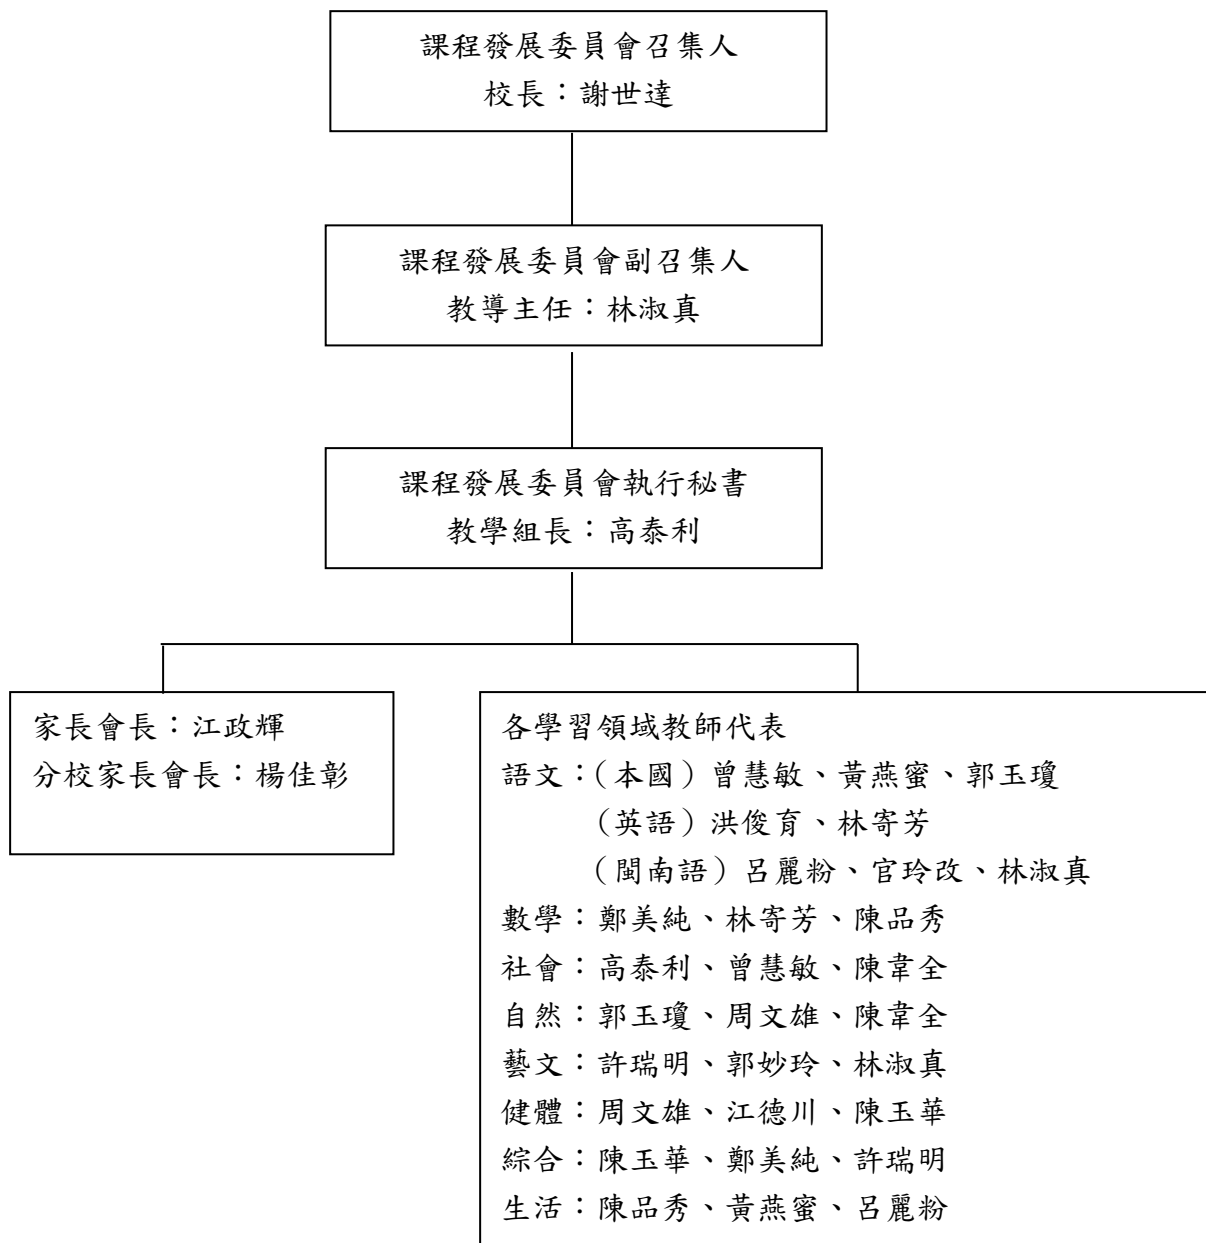 課程發展委員會召集人
校長：謝世達
課程發展委員會副召集人
教導主任：林淑真
課程發展委員會執行秘書
教學組長：高泰利
家長會長：江政輝
分校家長會長：楊佳彰
各學習領域教師代表
語文：（本國）曾慧敏、黃燕蜜、郭玉瓊
（英語）洪俊育、林寄芳
（閩南語）呂麗粉、官玲改、林淑真
數學：鄭美純、林寄芳、陳品秀
社會：高泰利、曾慧敏、陳韋全
自然：郭玉瓊、周文雄、陳韋全
藝文：許瑞明、郭妙玲、林淑真
健體：周文雄、江德川、陳玉華
綜合：陳玉華、鄭美純、許瑞明
生活：陳品秀、黃燕蜜、呂麗粉